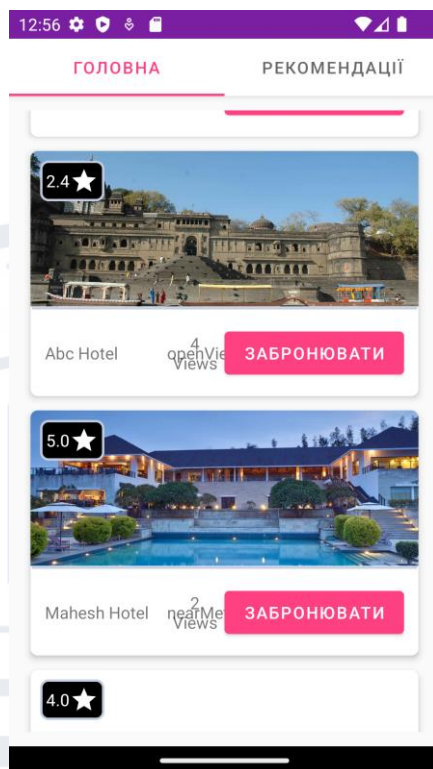 12:56
ГОЛОВНА РЕКОМЕНДАЦІЇ
2.4
Abc Hotel
4
Views
ЗАБРОНЮВАТИ
5.0
Mahesh Hotel
2
Views
ЗАБРОНЮВАТИ
4.0